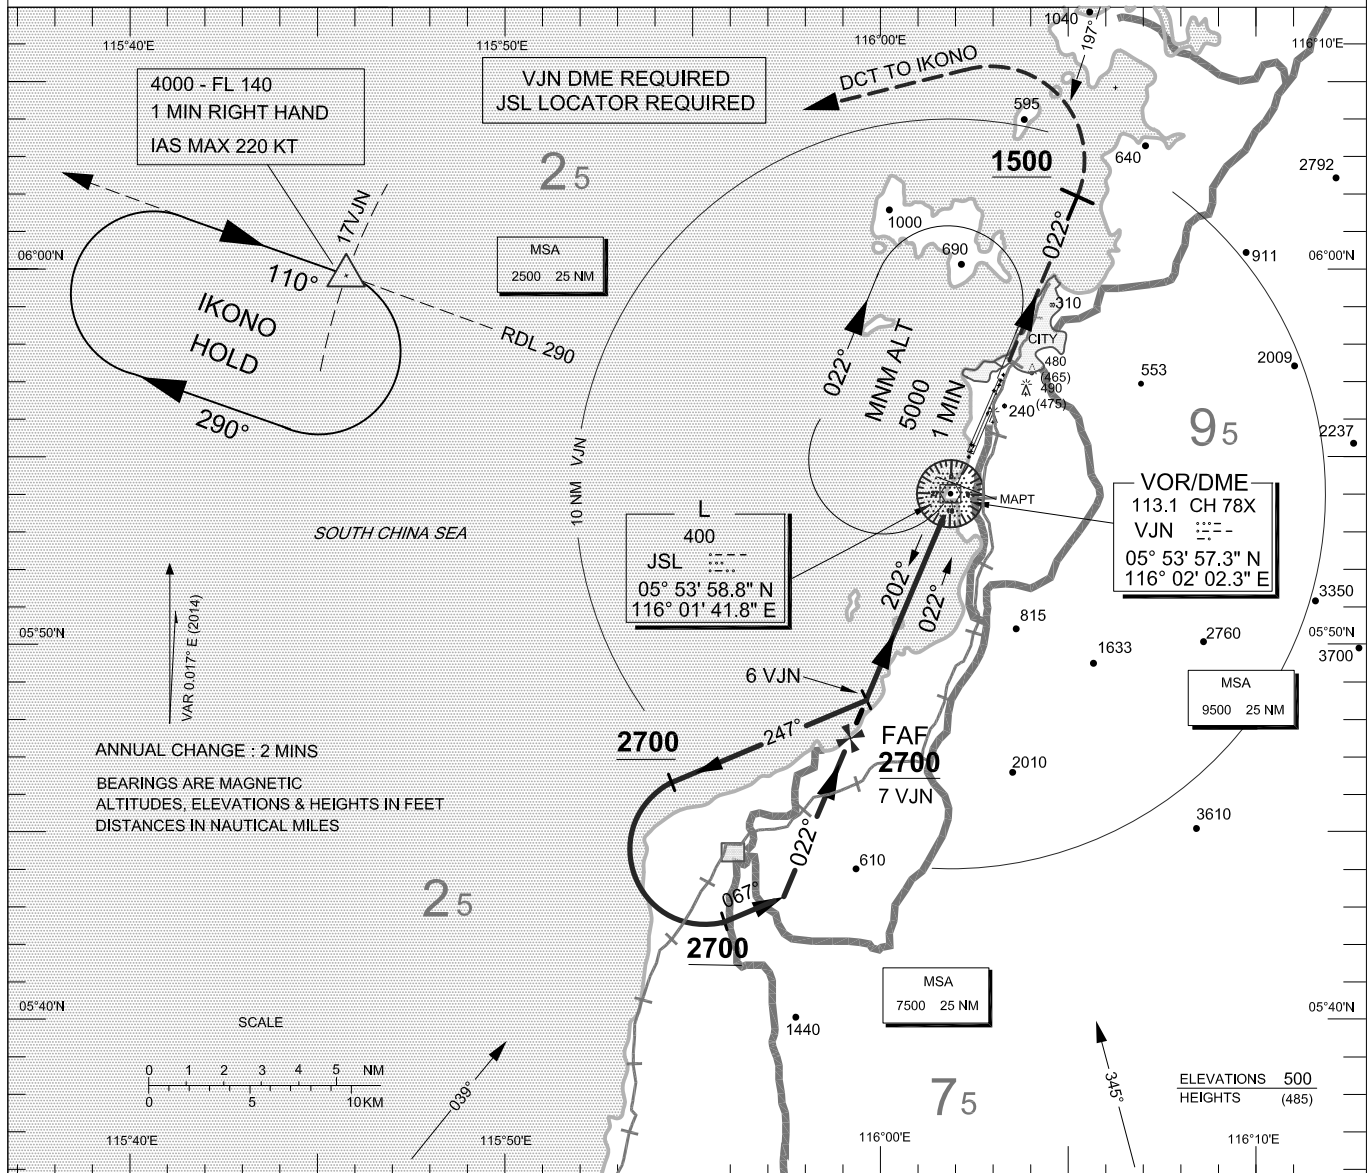 1040
197°
115°40'E
115°50'E
116°00'E
116°10'E
4000 - FL 140
1 MIN RIGHT HAND
IAS MAX 220 KT
VJN DME REQUIRED
JSL LOCATOR REQUIRED
DCT TO IKONO
595
640
2792
1500
25
17VJN
1000
690
022°
911
06°00'N
MSA
2500 25 NM
06°00'N
110°
IKONO
HOLD
290°
RDL 290
022°
MNM ALT
5000
1 MIN
310
CITY
480
(465)
490
(475)
240
553
2009
95
2237
10 NM VJN
MAPT
VOR/DME
113.1 CH 78X
VJN
05° 53' 57.3" N
116° 02' 02.3" E
L
400
JSL
05° 53' 58.8" N
116° 01' 41.8" E
SOUTH CHINA SEA
202°
022°
815
3350
2760
1633
05°50'N
05°50'N
3700
VAR 0.017° E (2014)
6 VJN
MSA
9500 25 NM
247°
2700
FAF
2700
7 VJN
2010
ANNUAL CHANGE : 2 MINS
BEARINGS ARE MAGNETIC
ALTITUDES, ELEVATIONS & HEIGHTS IN FEET
DISTANCES IN NAUTICAL MILES
022°
3610
610
067°
2700
25
MSA
7500 25 NM
05°40'N
05°40'N
1440
SCALE
0 1 2 3 4 5 NM
0 5 10KM
039°
75
345°
ELEVATIONS 500
HEIGHTS (485)
115°40'E
115°50'E
116°00'E
116°10'E